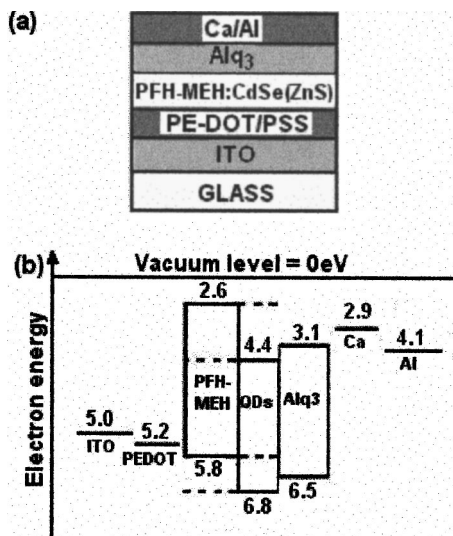 (a)
Ca/Al
Alq3
PFH-MEH:CdSe(ZnS)
PE-DOT/PSS
ITO
GLASS
(b)
Vacuum level = 0eV
Electron energy
2.6
2.9
4.4
3.1
Ca
4.1
Al
PFH-
MEH
QDs
Alq3
5.0
5.2
ITO
PEDOT
5.8
6.5
6.8